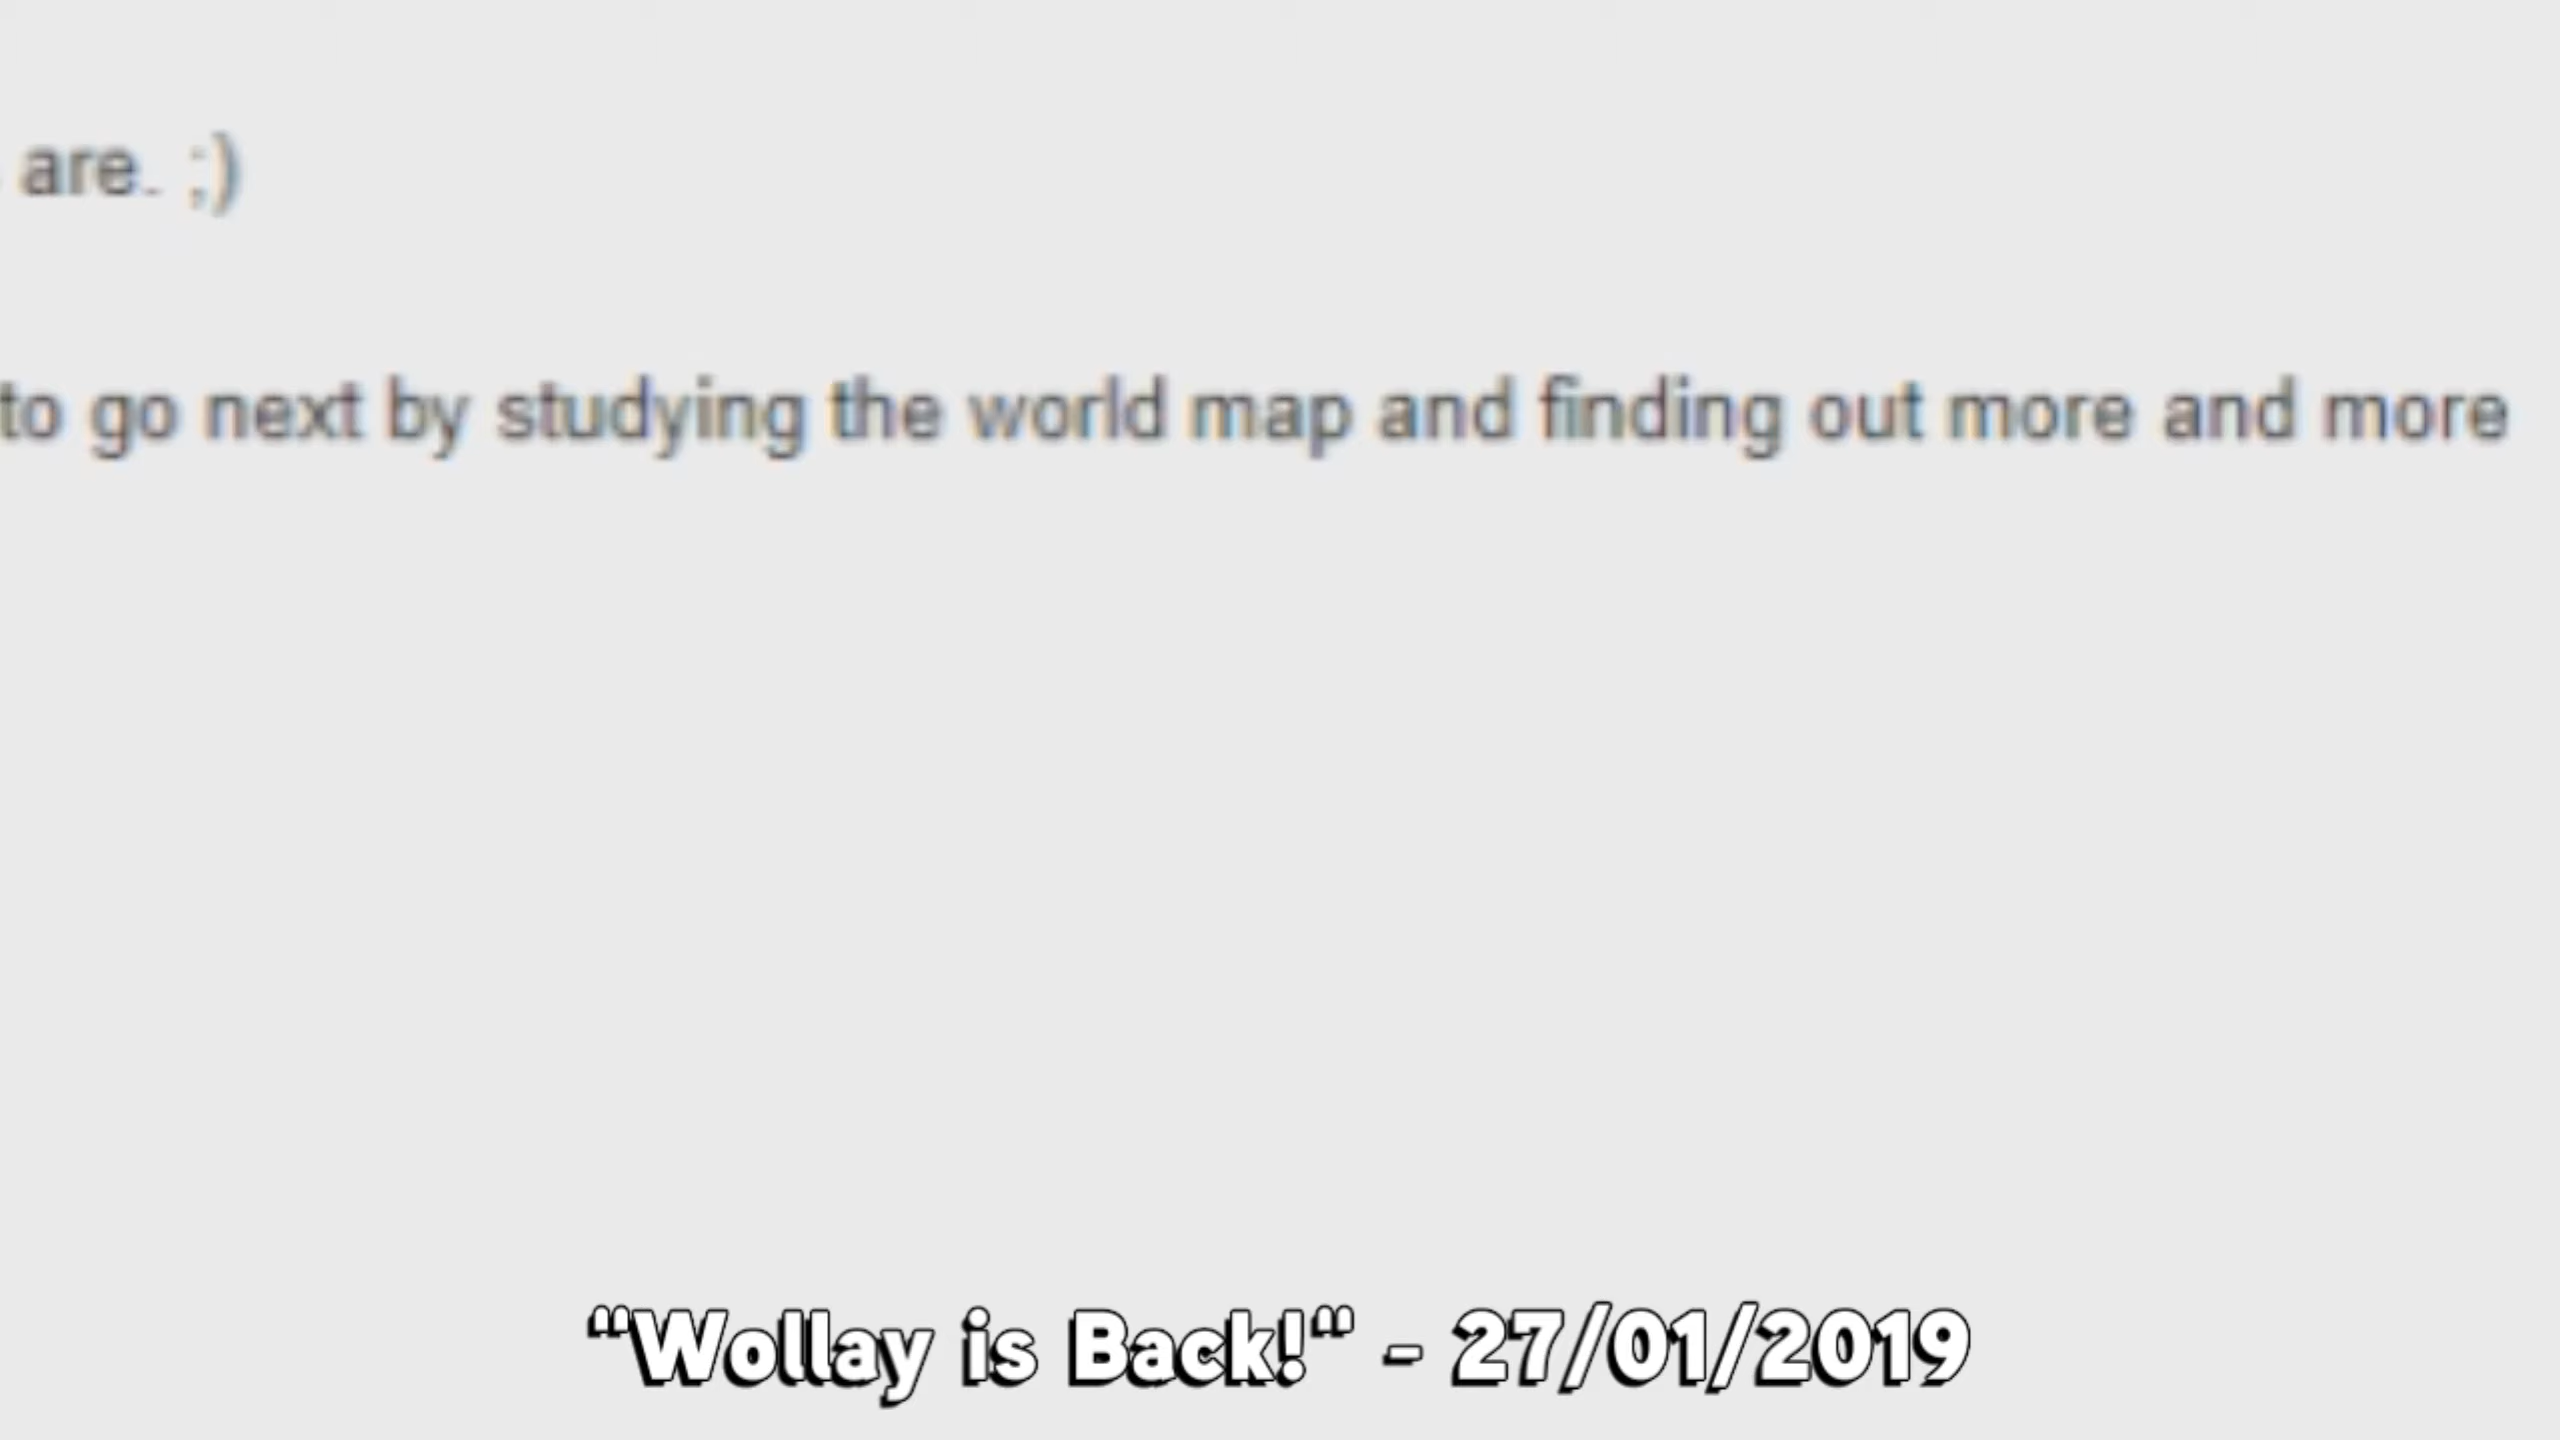 are. ;)
to go next by studying the world map and finding out more and more
"Wollay is Back!" - 27/01/2019